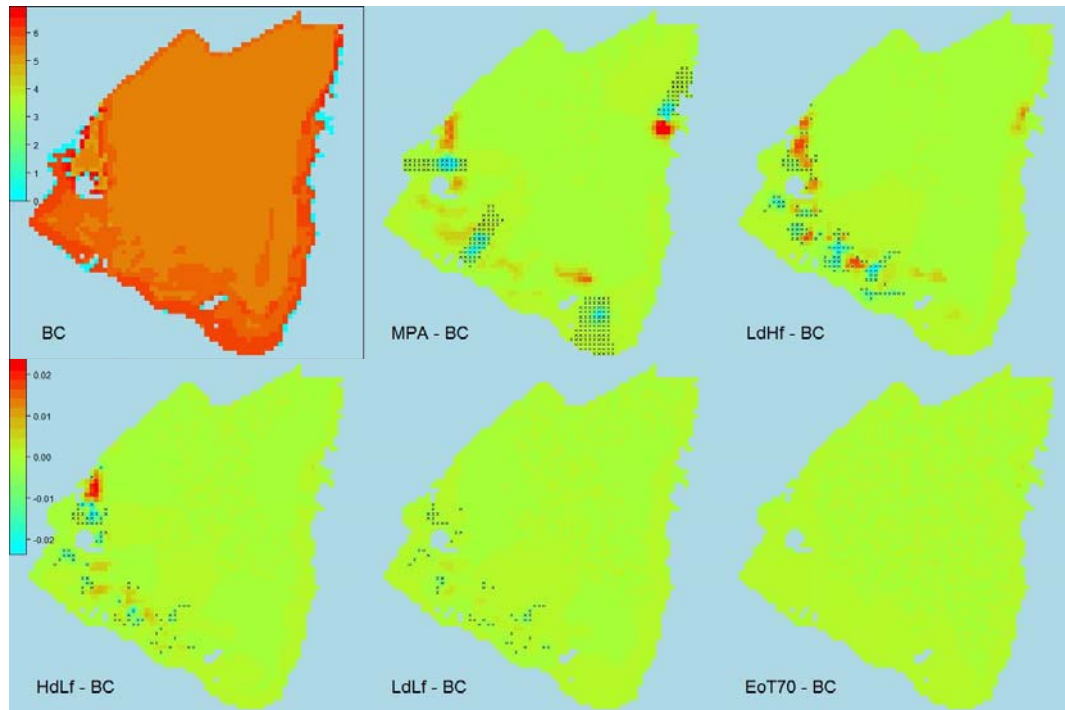 6
5
4
3
2
1
0
BC
MPA - BC
LdHf - BC
0.02
0.01
0.00
-0.01
-0.02
HdLf - BC
LdLf - BC
EoT70 - BC